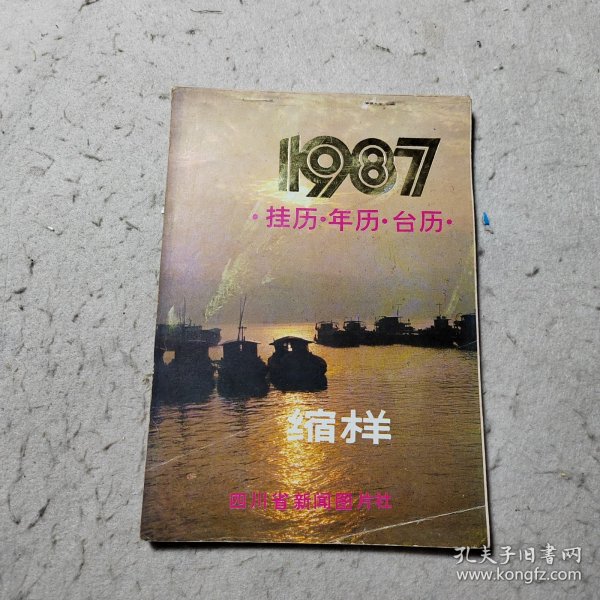 1987
·挂历·年历·台历·
缩样
四川省新闻图片社
孔夫子旧书网
www.kongfz.com